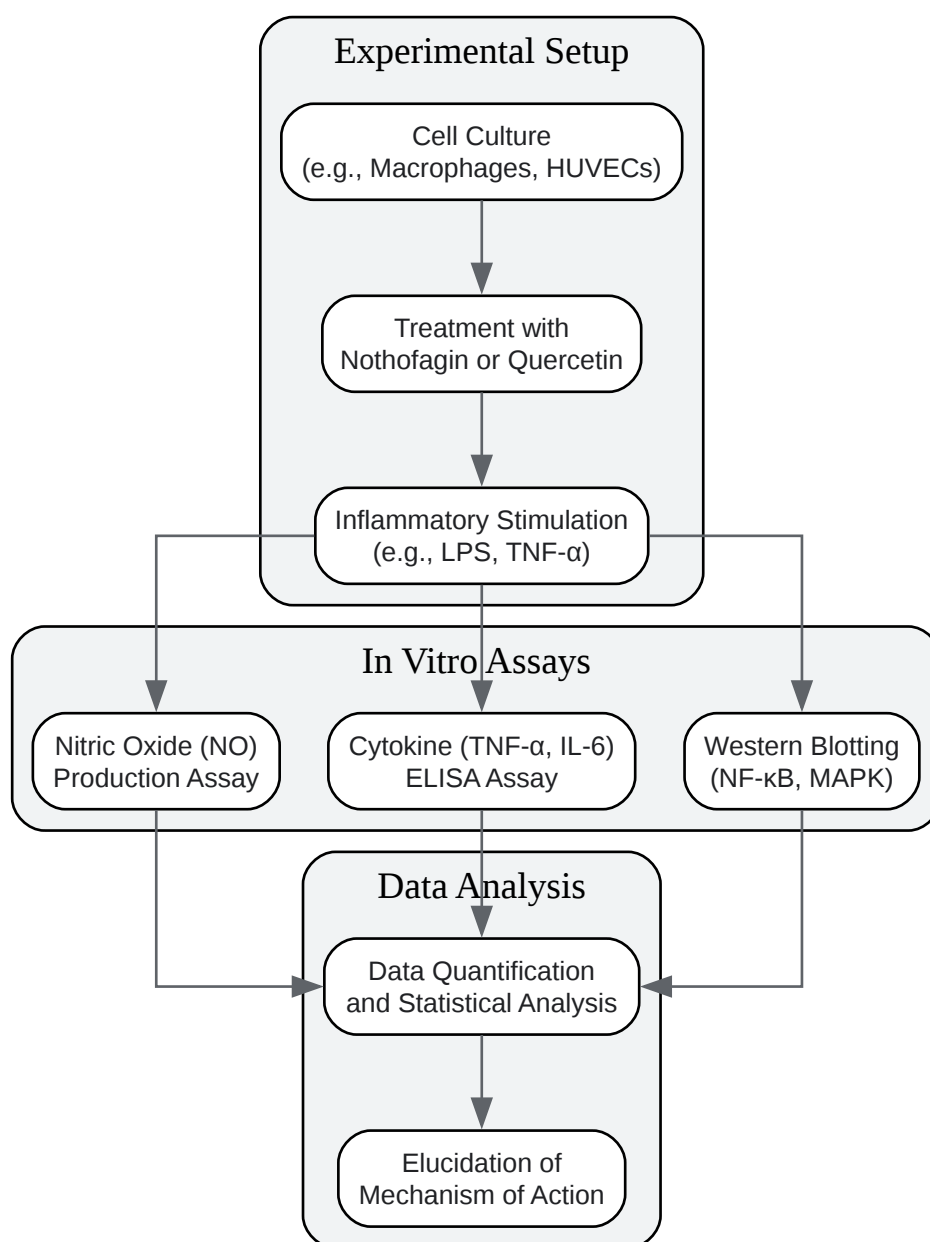 Experimental Setup
Cell Culture
(e.g., Macrophages, HUVECs)
Treatment with
Nothofagin or Quercetin
Inflammatory Stimulation
(e.g., LPS, TNF-α)
In Vitro Assays
Nitric Oxide (NO)
Production Assay
Cytokine (TNF-α, IL-6)
ELISA Assay
Western Blotting
(NF-κB, MAPK)
Data Analysis
Data Quantification
and Statistical Analysis
Elucidation of
Mechanism of Action